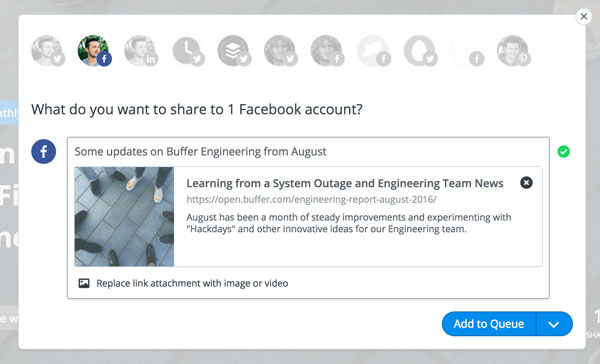 What do you want to share to 1 Facebook account?
Some updates on Buffer Engineering from August
Learning from a System Outage and Engineering Team News
https://open.buffer.com/engineering-report-august-2016/
August has been a month of steady improvements and experimenting with
"Hackdays" and other innovative ideas for our Engineering team.
Replace link attachment with image or video
Add to Queue